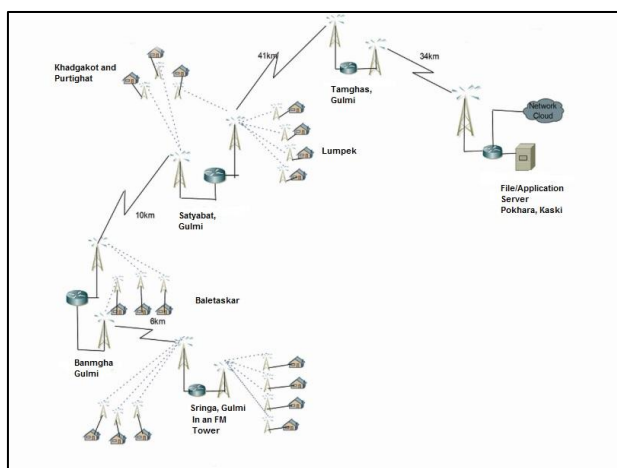 41km
Khadgakot and
Purtighat
Tamghas,
Gulmi
34km
Network
Cloud
Lumpek
File/Application
Server
Pokhara, Kaski
Satyabat,
Gulmi
10km
Baletaskar
6km
Banmgha
Gulmi
Sringa, Gulmi
In an FM
Tower